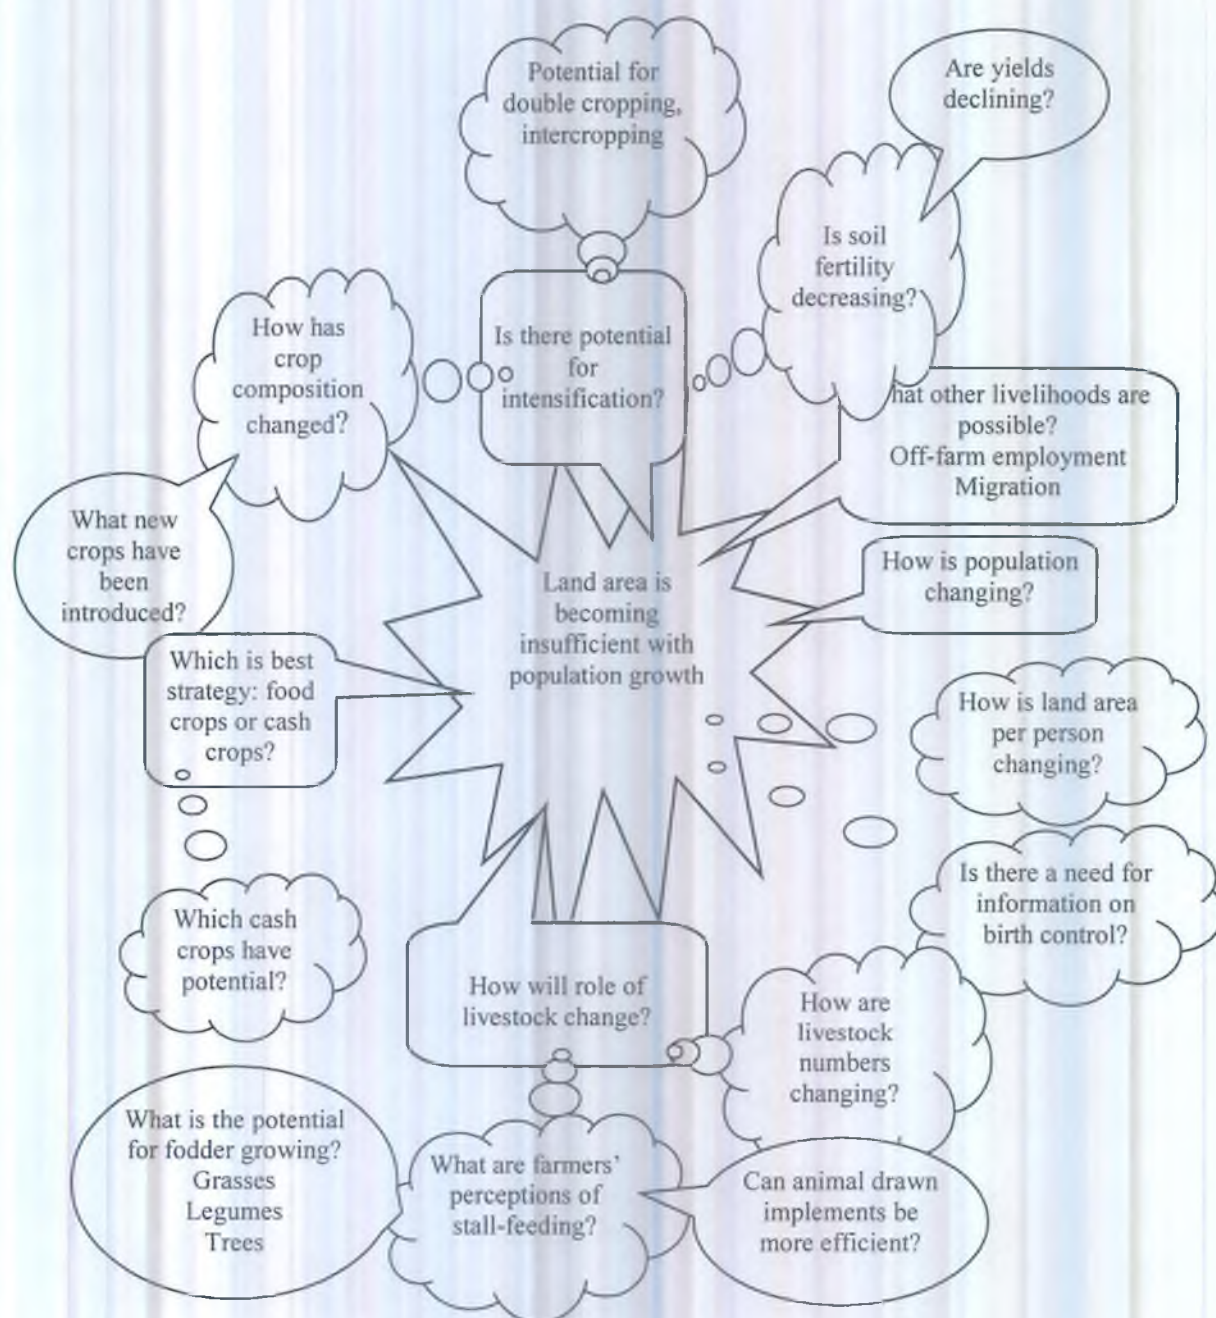 Potential for
double cropping,
intercropping
Are yields
declining?
Is soil
fertility
decreasing?
How has
crop
composition
changed?
Is there potential
for
intensification?
hat other livelihoods are
possible?
Off-farm employment
Migration
What new
crops have
been
introduced?
How is population
changing?
Land area is
becoming
insufficient with
population growth
Which is best
strategy: food
crops or cash
crops?
How is land area
per person
changing?
Is there a need for
information on
birth control?
Which cash
crops have
potential?
How will role of
livestock change?
How are
livestock
numbers
changing?
What is the potential
for fodder growing?
Grasses
Legumes
Trees
What are farmers'
perceptions of
stall-feeding?
Can animal drawn
implements be
more efficient?